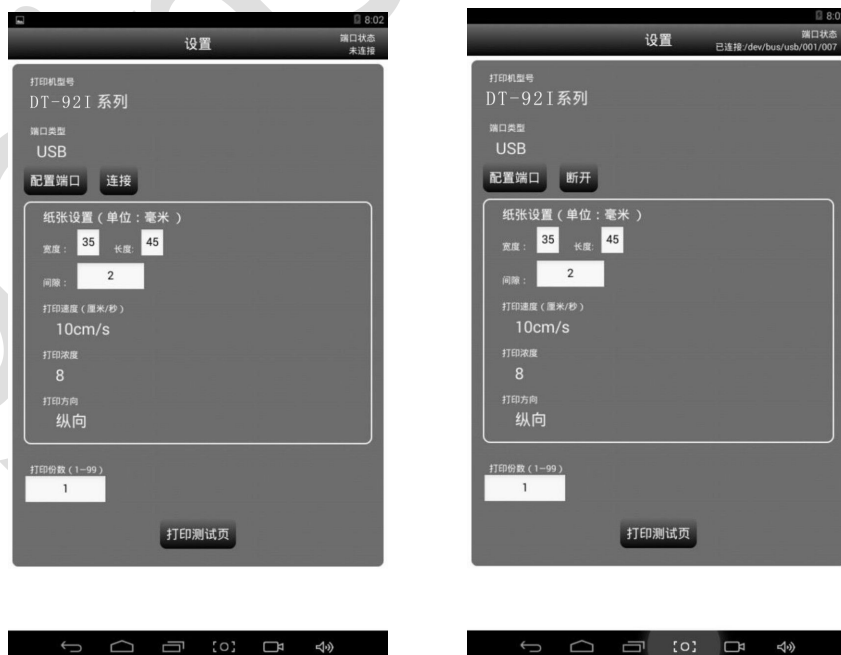 8:02
设置
端口状态
未连接
打印机型号
DT-92I 系列
端口类型
USB
配置端口 连接
纸张设置（单位：毫米 ）
宽度： 35 长度: 45
间隙： 2
打印速度（厘米/秒）
10cm/s
打印浓度
8
打印方向
纵向
打印份数（1—99）
1
打印测试页
设置
端口状态
已连接:/dev/bus/usb/001/007
打印机型号
DT-92I系列
端口类型
USB
配置端口 断开
纸张设置（单位：毫米 ）
宽度： 35 长度: 45
间隙： 2
打印速度（厘米/秒）
10cm/s
打印浓度
8
打印方向
纵向
打印份数（1—99）
1
打印测试页